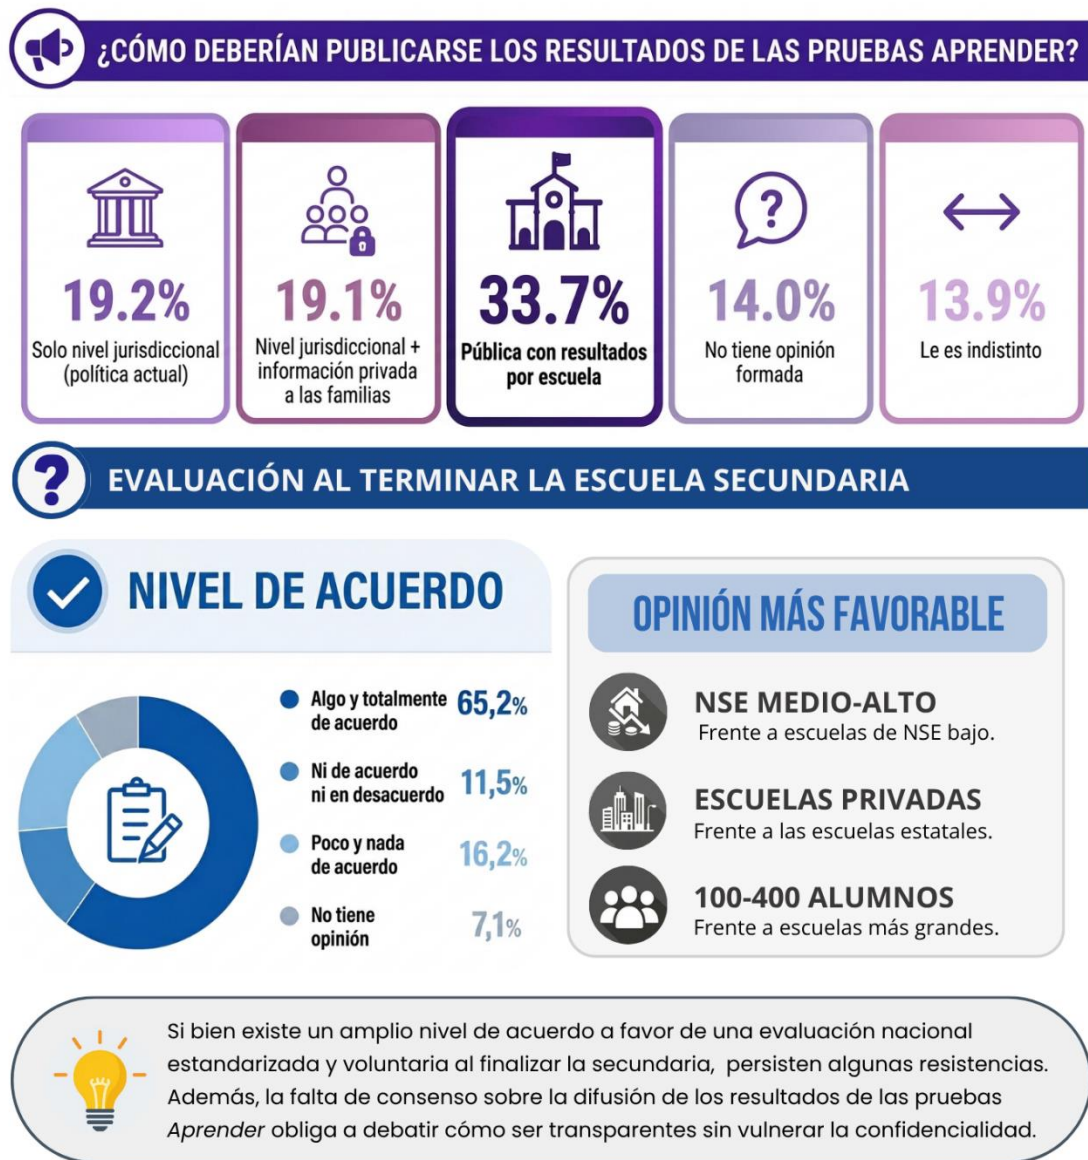 ¿CÓMO DEBERÍAN PUBLICARSE LOS RESULTADOS DE LAS PRUEBAS APRENDER?
19.2%
Solo nivel jurisdiccional
(política actual)
19.1%
Nivel jurisdiccional +
información privada
a las familias
33.7%
Pública con resultados
por escuela
?
14.0%
No tiene opinión
formada
13.9%
Le es indistinto
?
EVALUACIÓN AL TERMINAR LA ESCUELA SECUNDARIA
NIVEL DE ACUERDO
Algo y totalmente
de acuerdo
65,2%
Ni de acuerdo
ni en desacuerdo
11,5%
Poco y nada
de acuerdo
16,2%
No tiene
opinión
7,1%
OPINIÓN MÁS FAVORABLE
NSE MEDIO-ALTO
Frente a escuelas de NSE bajo.
ESCUELAS PRIVADAS
Frente a las escuelas estatales.
100-400 ALUMNOS
Frente a escuelas más grandes.
Si bien existe un amplio nivel de acuerdo a favor de una evaluación nacional
estandarizada y voluntaria al finalizar la secundaria, persisten algunas resistencias.
Además, la falta de consenso sobre la difusión de los resultados de las pruebas
Aprender obliga a debatir cómo ser transparentes sin vulnerar la confidencialidad.